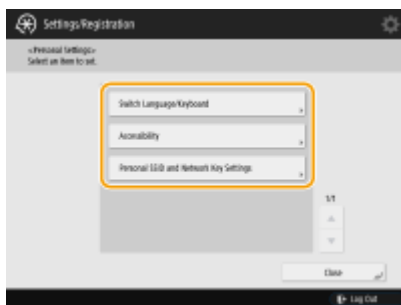 Settings/Registration
<Personal Settings>
Select an item to set.
Switch Language/Keyboard
Accessibility
Personal SSID and Network Key Settings
1/1
Close
Log Out